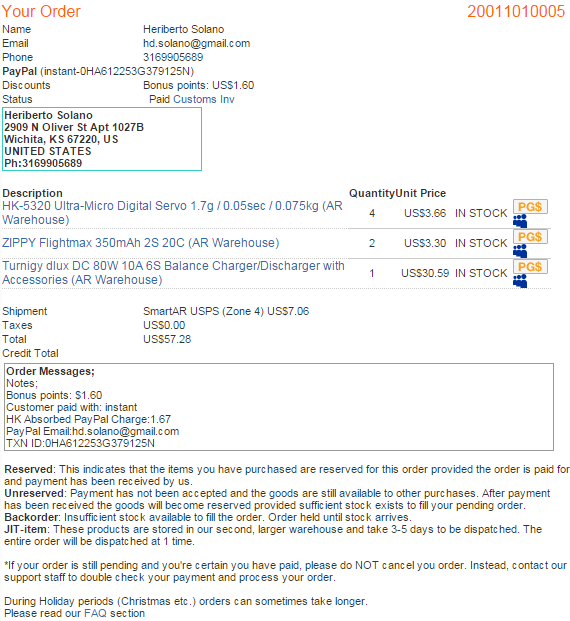 Your Order 20011010005
Name Heriberto Solano
Email hd.solano@gmail.com
Phone 3169905689
PayPal (instant-0HA612253G379125N)
Discounts Bonus points: US$1.60
Status Paid Customs Inv
Heriberto Solano
2909 N Oliver St Apt 1027B
Wichita, KS 67220, US
UNITED STATES
Ph:3169905689
Description QuantityUnit Price
HK-5320 Ultra-Micro Digital Servo 1.7g / 0.05sec / 0.075kg (AR
Warehouse) 4 US$3.66 IN STOCK PG$
ZIPPY Flightmax 350mAh 2S 20C (AR Warehouse) 2 US$3.30 IN STOCK PG$
Turnigy dlux DC 80W 10A 6S Balance Charger/Discharger with
Accessories (AR Warehouse) 1 US$30.59 IN STOCK PG$
Shipment SmartAR USPS (Zone 4) US$7.06
Taxes US$0.00
Total US$57.28
Credit Total
Order Messages;
Notes;
Bonus points: $1.60
Customer paid with: instant
HK Absorbed PayPal Charge:1.67
PayPal Email:hd.solano@gmail.com
TXN ID:0HA612253G379125N
Reserved: This indicates that the items you have purchased are reserved for this order provided the order is paid for
and payment has been received by us.
Unreserved: Payment has not been accepted and the goods are still available to other purchases. After payment
has been received the goods will become reserved provided sufficient stock exists to fill your pending order.
Backorder: Insufficient stock available to fill the order. Order held until stock arrives.
JIT-item: These products are stored in our second, larger warehouse and take 3-5 days to be dispatched. The
entire order will be dispatched at 1 time.
*If your order is still pending and you're certain you have paid, please do NOT cancel you order. Instead, contact our
support staff to double check your payment and process your order.
During Holiday periods (Christmas etc.) orders can sometimes take longer.
Please read our FAQ section